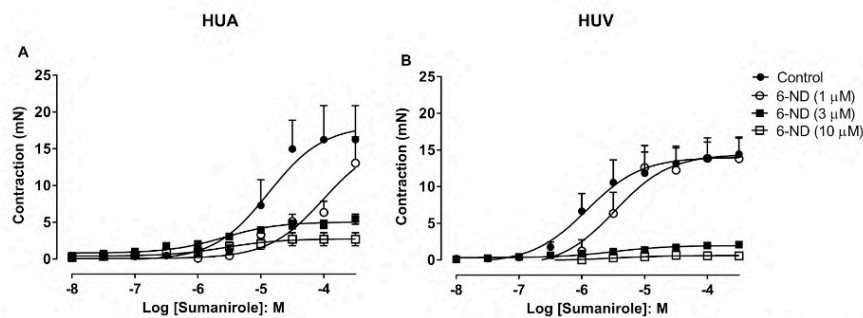 HUA
A
Contraction (mN)
25
20
15
10
5
0
-8 -7 -6 -5 -4
Log [Sumanirole]: M
HUV
B
Contraction (mN)
25
20
15
10
5
0
-8 -7 -6 -5 -4
Log [Sumanirole]: M
Control
6-ND (1 μM)
6-ND (3 μM)
6-ND (10 μM)